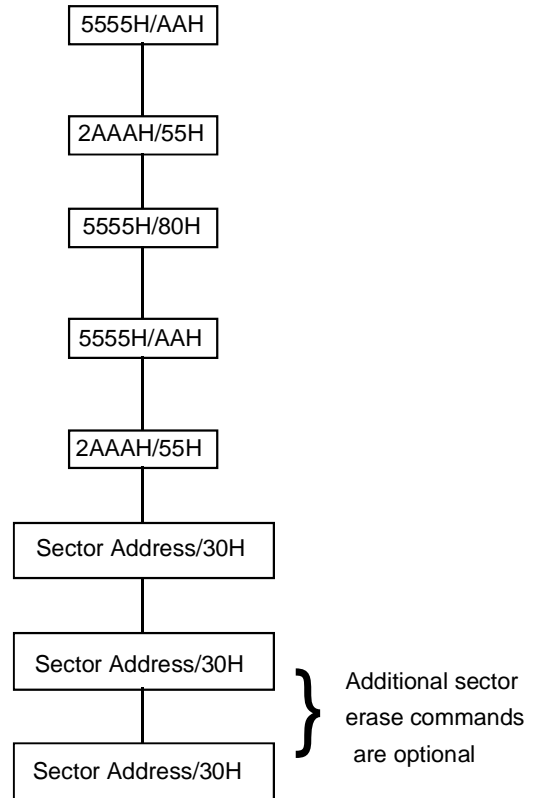 5555H/AAH
2AAAH/55H
5555H/80H
5555H/AAH
2AAAH/55H
Sector Address/30H
Sector Address/30H
Additional sector
erase commands
are optional
Sector Address/30H